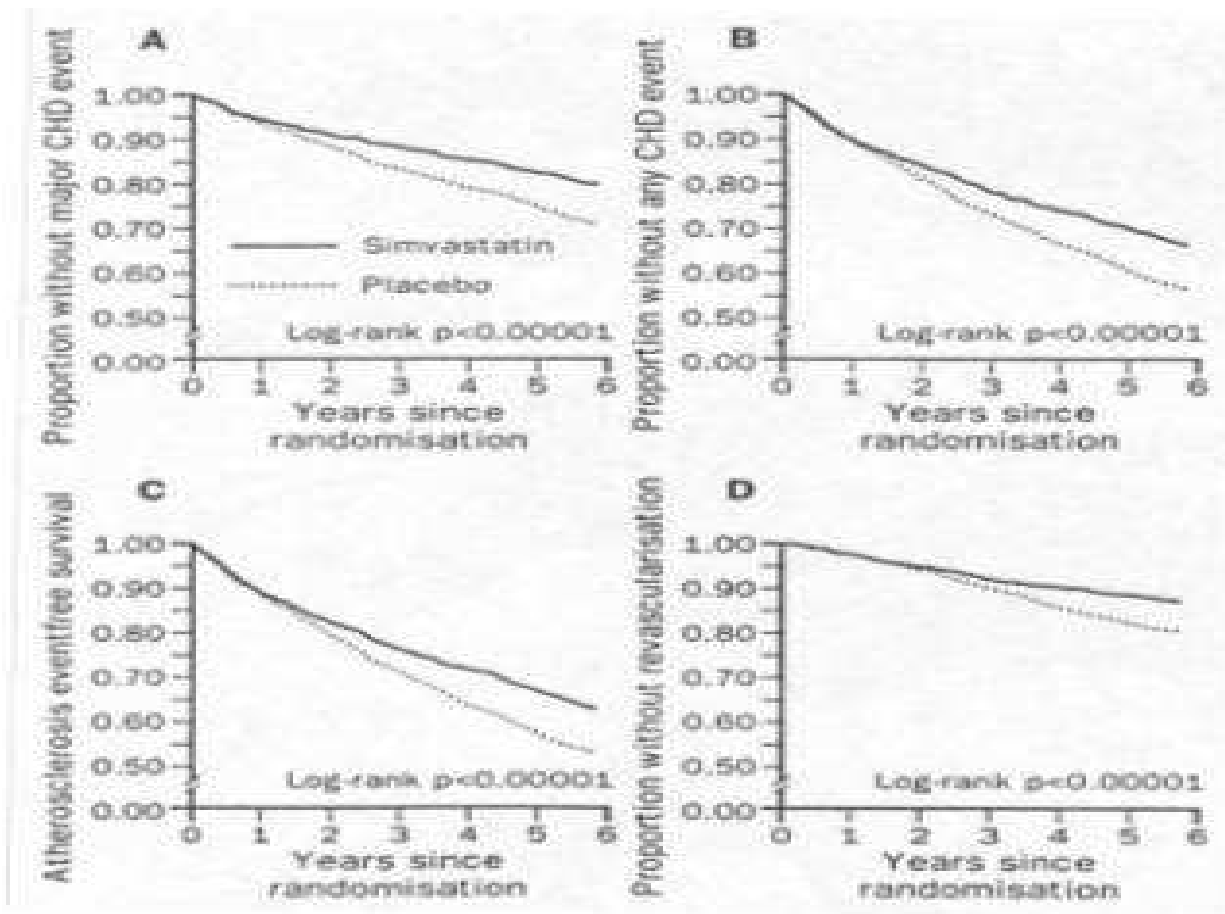 A
Proportion without major CHD event
1.00
0.90
0.80
0.70
0.60
0.50
0.00
Simvastatin
Placebo
Log-rank p<0.00001
0 1 2 3 4 5 6
Years since
randomisation
B
Proportion without any CHD event
1.00
0.90
0.80
0.70
0.60
0.50
0.00
Log-rank p<0.00001
0 1 2 3 4 5 6
Years since
randomisation
C
Atherosclerosis eventfree survival
1.00
0.90
0.80
0.70
0.60
0.50
0.00
Log-rank p<0.00001
0 1 2 3 4 5 6
Years since
randomisation
D
Proportion without revascularisation
1.00
0.90
0.80
0.70
0.60
0.50
0.00
Log-rank p<0.00001
0 1 2 3 4 5 6
Years since
randomisation